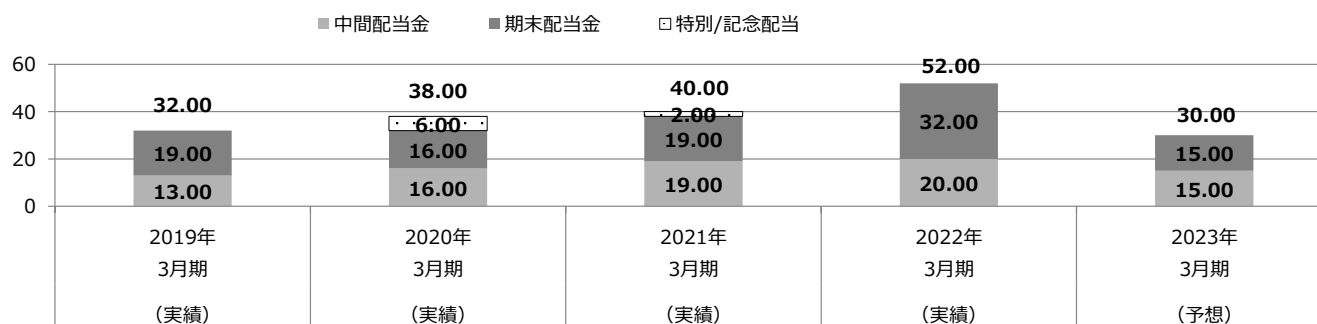 中間配当金 期末配当金 特別/記念配当
60
40
20
0
32.00 38.00 40.00 52.00 30.00
6.00 2.00
19.00 16.00 19.00 32.00 15.00
13.00 16.00 19.00 20.00 15.00
2019年 2020年 2021年 2022年 2023年
3月期 3月期 3月期 3月期 3月期
(実績) (実績) (実績) (実績) (予想)